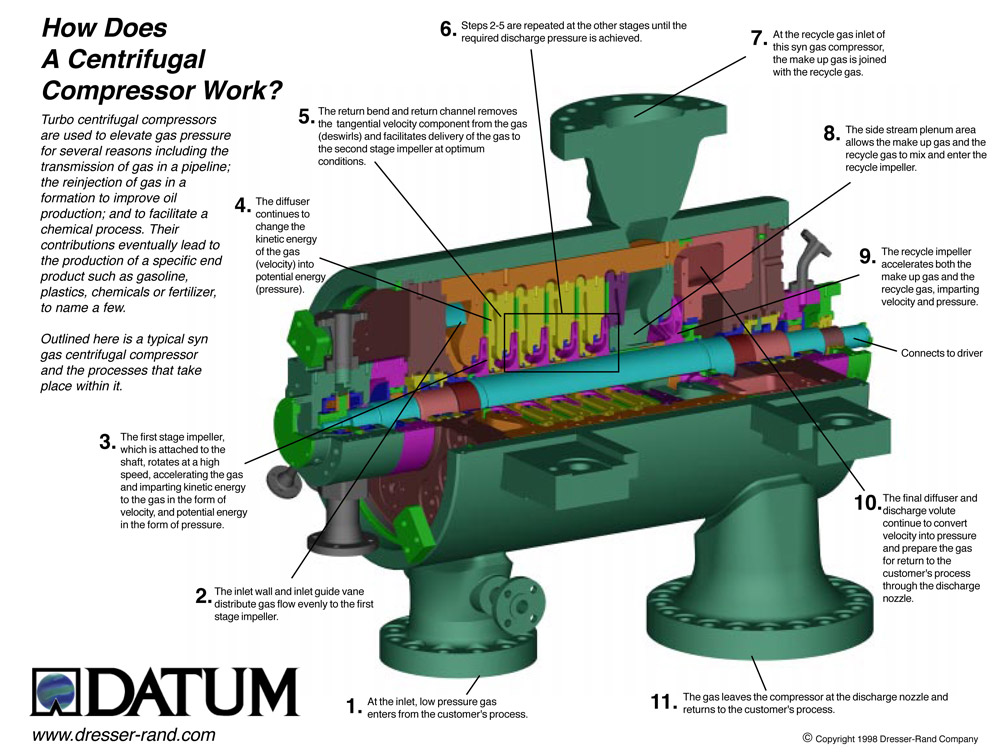 How Does
A Centrifugal
Compressor Work?
Turbo centrifugal compressors
are used to elevate gas pressure
for several reasons including the
transmission of gas in a pipeline;
the reinjection of gas in a
formation to improve oil
production; and to facilitate a
chemical process. Their
contributions eventually lead to
the production of a specific end
product such as gasoline,
plastics, chemicals or fertilizer,
to name a few.
Outlined here is a typical syn
gas centrifugal compressor
and the processes that take
place within it.
6. Steps 2-5 are repeated at the other stages until the
required discharge pressure is achieved.
7. At the recycle gas inlet of
this syn gas compressor,
the make up gas is joined
with the recycle gas.
5. The return bend and return channel removes
the tangential velocity component from the gas
(deswirls) and facilitates delivery of the gas to
the second stage impeller at optimum
conditions.
8. The side stream plenum area
allows the make up gas and the
recycle gas to mix and enter the
recycle impeller.
4. The diffuser
continues to
change the
kinetic energy
of the gas
(velocity) into
potential energy
(pressure).
9. The recycle impeller
accelerates both the
make up gas and the
recycle gas, imparting
velocity and pressure.
Connects to driver
3. The first stage impeller,
which is attached to the
shaft, rotates at a high
speed, accelerating the gas
and imparting kinetic energy
to the gas in the form of
velocity, and potential energy
in the form of pressure.
10. The final diffuser and
discharge volute
continue to convert
velocity into pressure
and prepare the gas
for return to the
customer's process
through the discharge
nozzle.
2. The inlet wall and inlet guide vane
distribute gas flow evenly to the first
stage impeller.
1. At the inlet, low pressure gas
enters from the customer's process.
11. The gas leaves the compressor at the discharge nozzle and
returns to the customer's process.
DATUM
www.dresser-rand.com
© Copyright 1998 Dresser-Rand Company